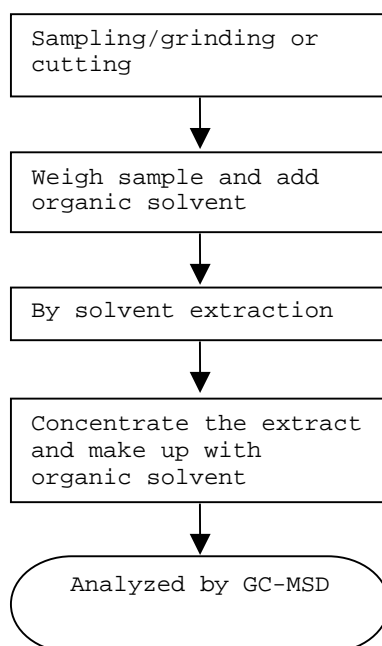 Sampling/grinding or
cutting
Weigh sample and add
organic solvent
By solvent extraction
Concentrate the extract
and make up with
organic solvent
Analyzed by GC-MSD